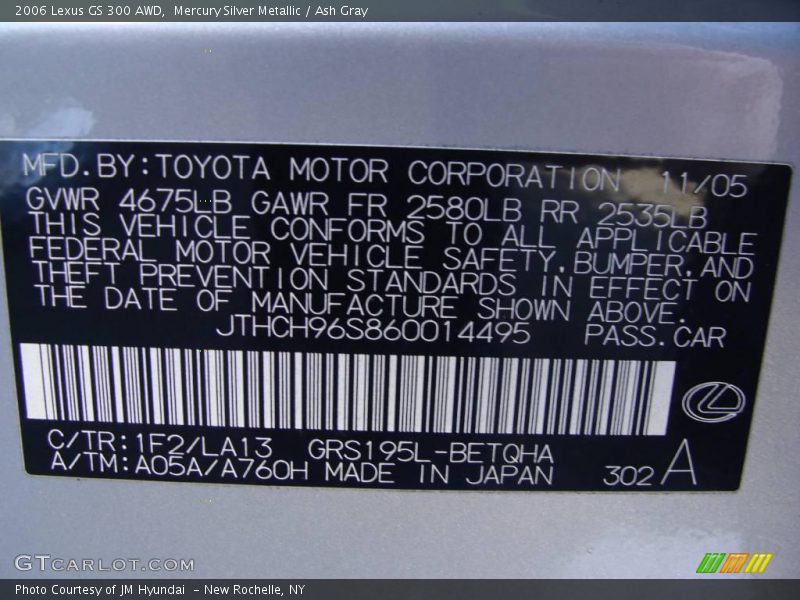 2006 Lexus GS 300 AWD,  Mercury Silver Metallic / Ash Gray
MFD.BY:TOYOTA MOTOR CORPORATION 11/05
GVWR 4675LB GAWR FR 2580LB RR 2535LB
THIS VEHICLE CONFORMS TO ALL APPLICABLE
FEDERAL MOTOR VEHICLE SAFETY,BUMPER,AND
THEFT PREVENTION STANDARDS IN EFFECT ON
THE DATE OF MANUFACTURE SHOWN ABOVE.
JTHCH96S860014495 PASS.CAR
C/TR:1F2/LA13 GRS195L-BETQHA
A/TM:A05A/A760H MADE IN JAPAN 302 A
GTCARLOT.COM
Photo Courtesy of JM Hyundai  - New Rochelle, NY